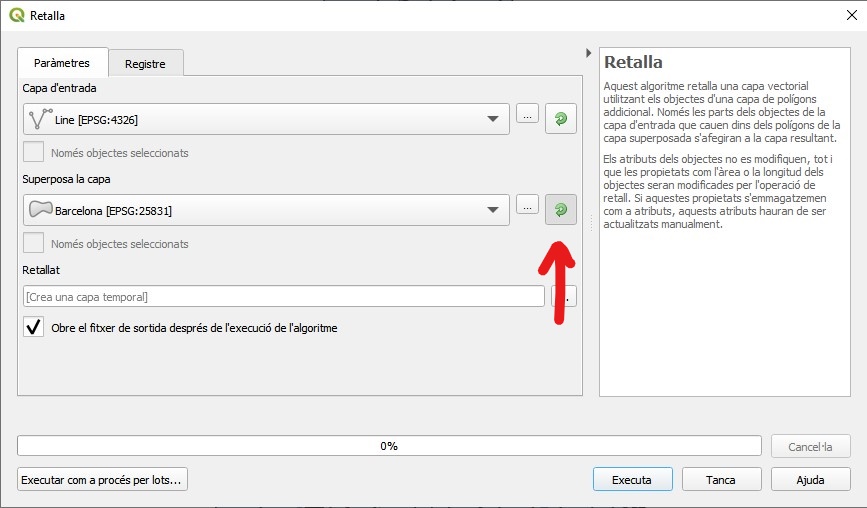 Retalla
Paràmetres
Registre
Capa d'entrada
Line [EPSG:4326]
...
Només objectes seleccionats
Superposa la capa
Barcelona [EPSG:25831]
...
Només objectes seleccionats
Retallat
[Crea una capa temporal]
Obre el fitxer de sortida després de l'execució de l'algoritme
Retalla
Aquest algoritme retalla una capa vectorial
utilitzant els objectes d'una capa de polígons
addicional. Només les parts dels objectes de la
capa d'entrada que cauen dins dels polígons de la
capa superposada s'afegiran a la capa resultant.
Els atributs dels objectes no es modifiquen, tot i
que les propietats com l'àrea o la longitud dels
objectes seran modificades per l'operació de
retall. Si aquestes propietats s'emmagatzemen
com a atributs, aquests atributs hauran de ser
actualitzats manualment.
0%
Cancel·la
Executar com a procés per lots...
Executa
Tanca
Ajuda